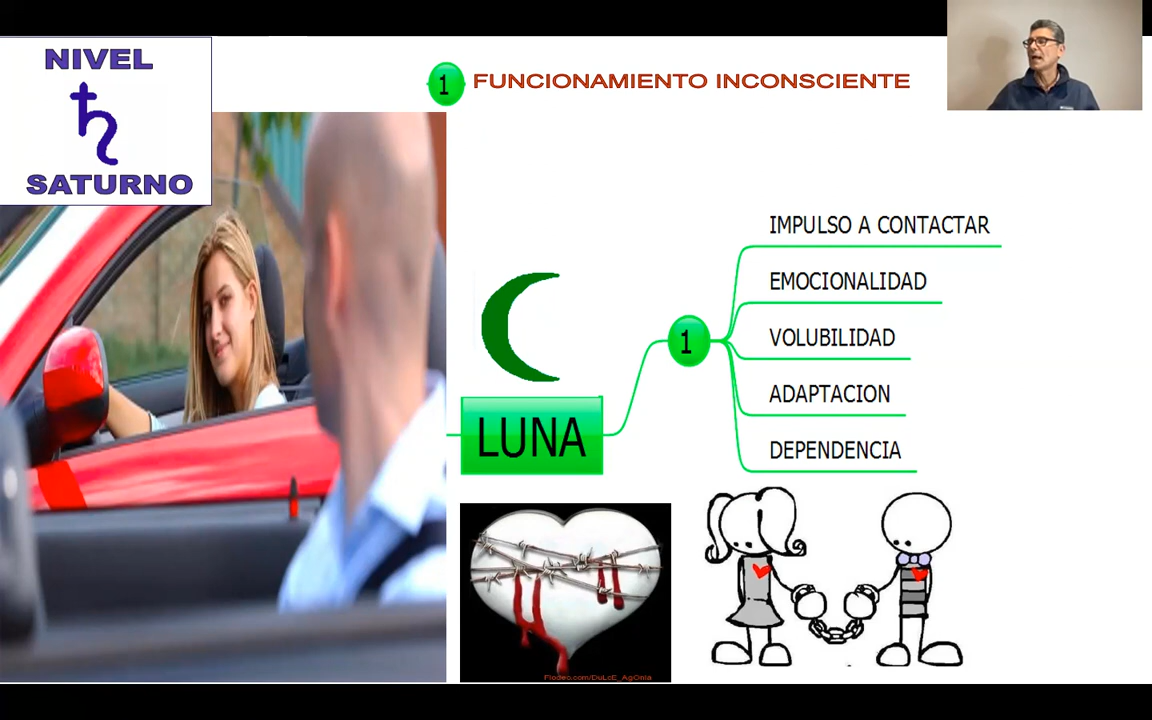 NIVEL
SATURNO
1 FUNCIONAMIENTO INCONSCIENTE
LUNA
1
IMPULSO A CONTACTAR
EMOCIONALIDAD
VOLUBILIDAD
ADAPTACION
DEPENDENCIA